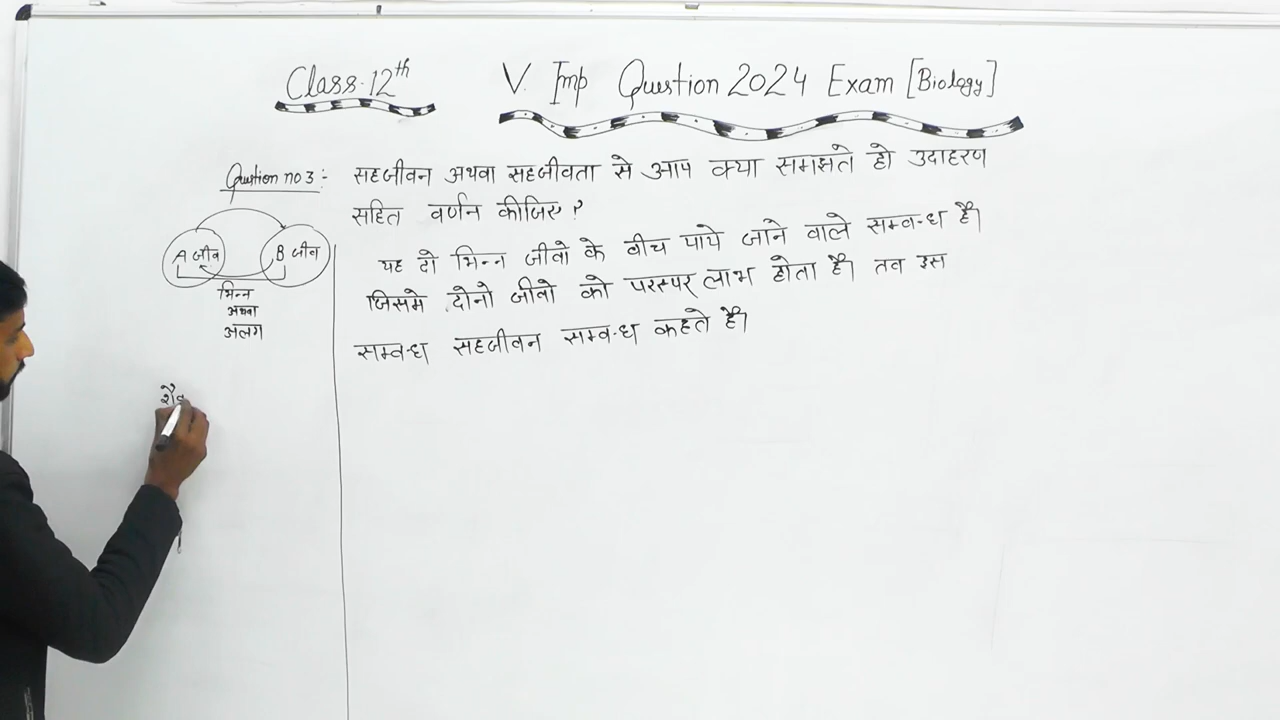 Class-12th
V. Imp Question 2024 Exam [Biology]
Question no 3:- सहजीवन अथवा सहजीवता से आप क्या समझते हो उदाहरण
सहित वर्णन कीजिए?
यह दो भिन्न जीवो के बीच पाये जाने वाले सम्बन्ध है।
जिसमे दोनो जीवो को परस्पर लाभ होता है। तब इस
सम्बन्ध सहजीवन सम्बन्ध कहते है।
A जीव
B जीव
भिन्न
अथवा
अलग